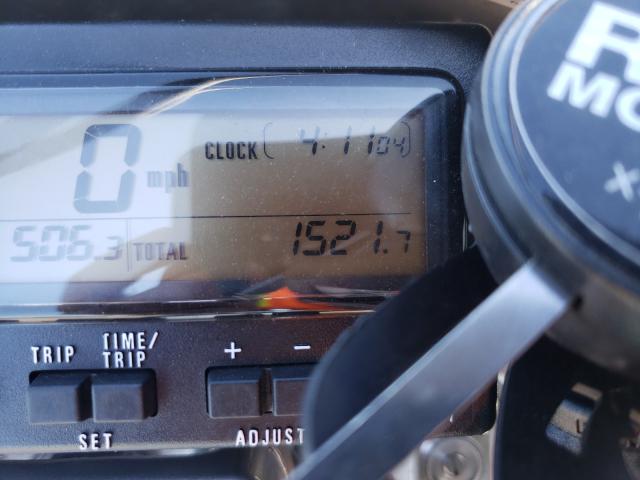 0 mph CLOCK 4:11 04
506.3 TOTAL 1521.7
TRIP TIME/TRIP + −
SET ADJUST
R
MO
X